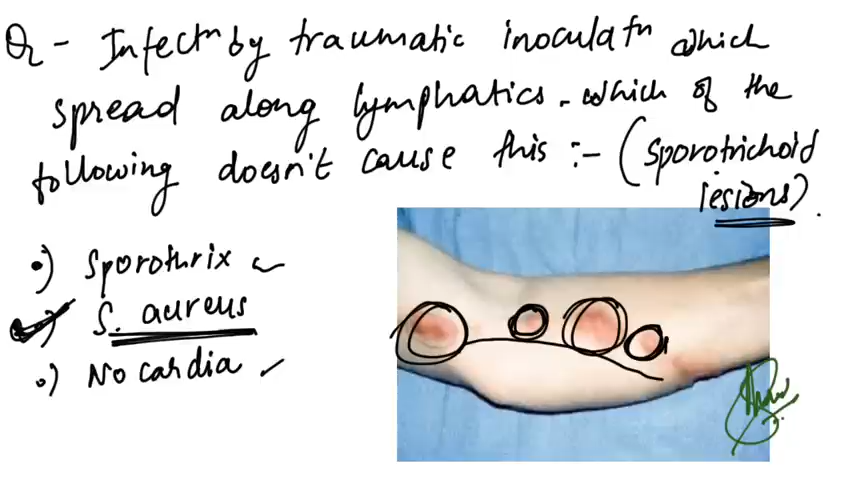 Q - Infectn by traumatic inoculatn which
spread along lymphatics. which of the
following doesn't cause this :- (sporotrichoid
lesions).
•) Sporothrix
•) S. aureus
•) Nocardia